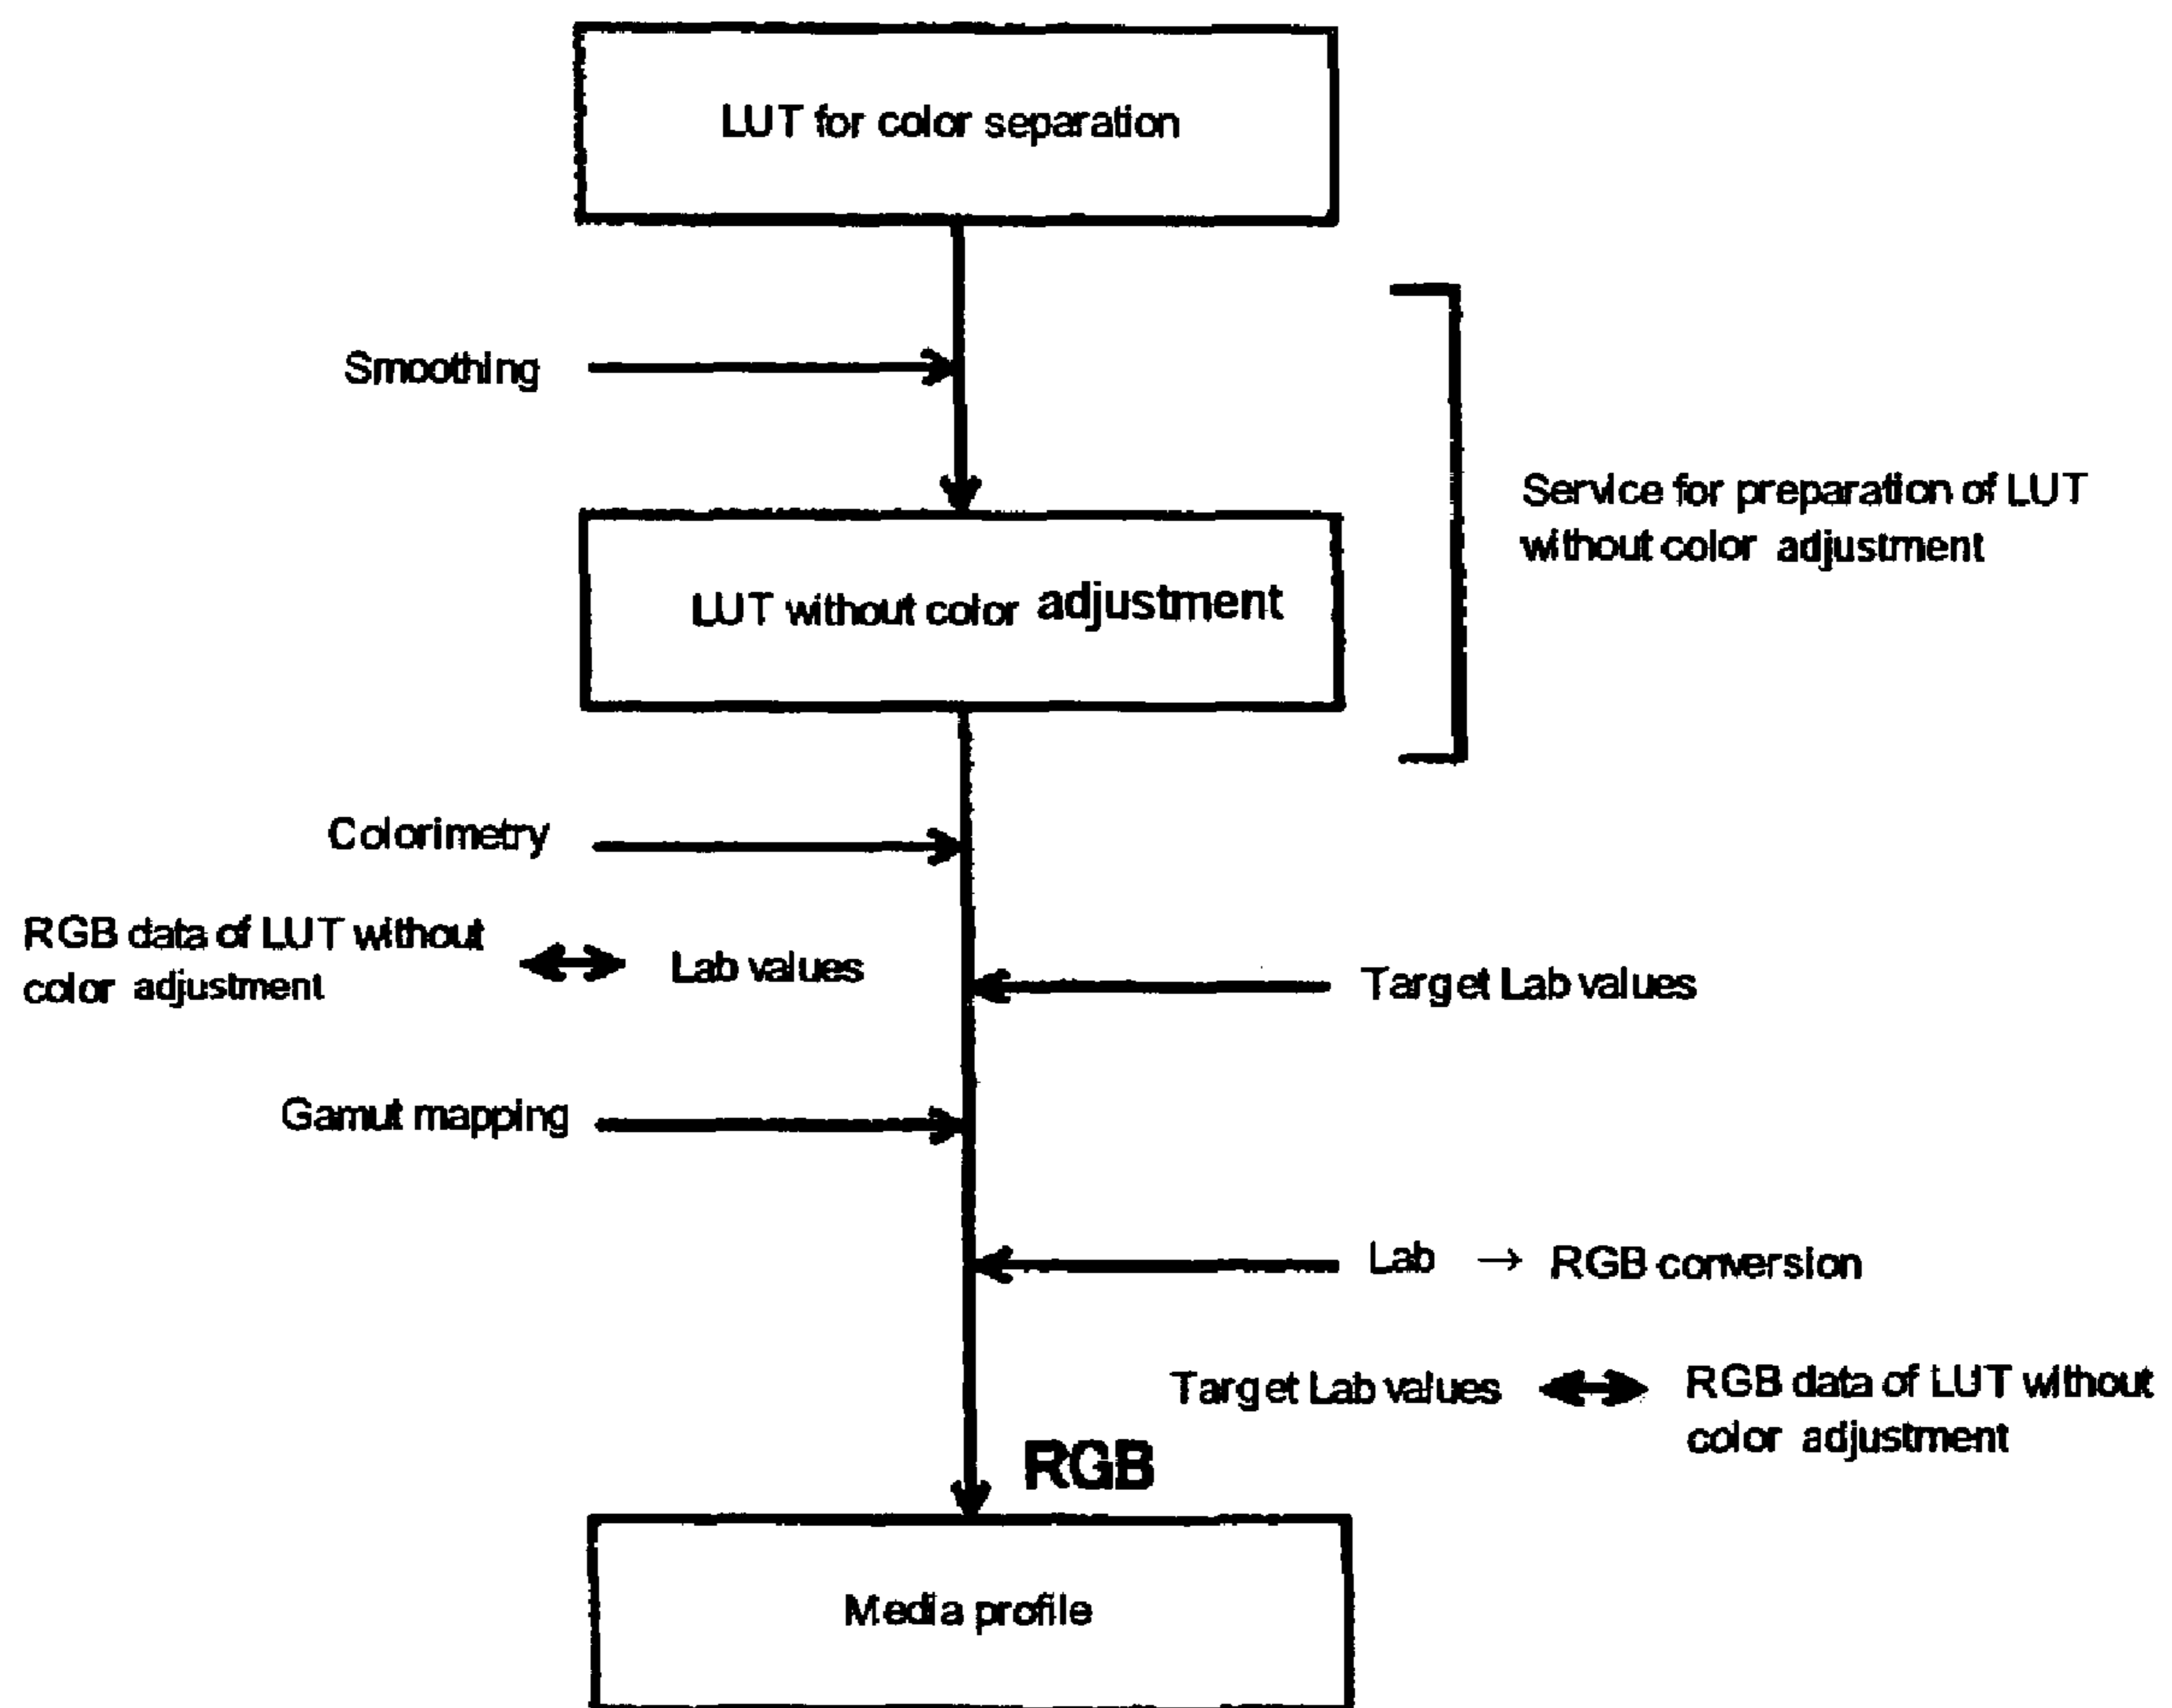 LUT for color separation
Smoothing
Service for preparation of LUT
without color adjustment
LUT without color adjustment
Colorimetry
RGB data of LUT without
color adjustment
Lab values
Target Lab values
Gamut mapping
Lab → RGB conversion
Target Lab values
RGB data of LUT without
color adjustment
RGB
Media profile